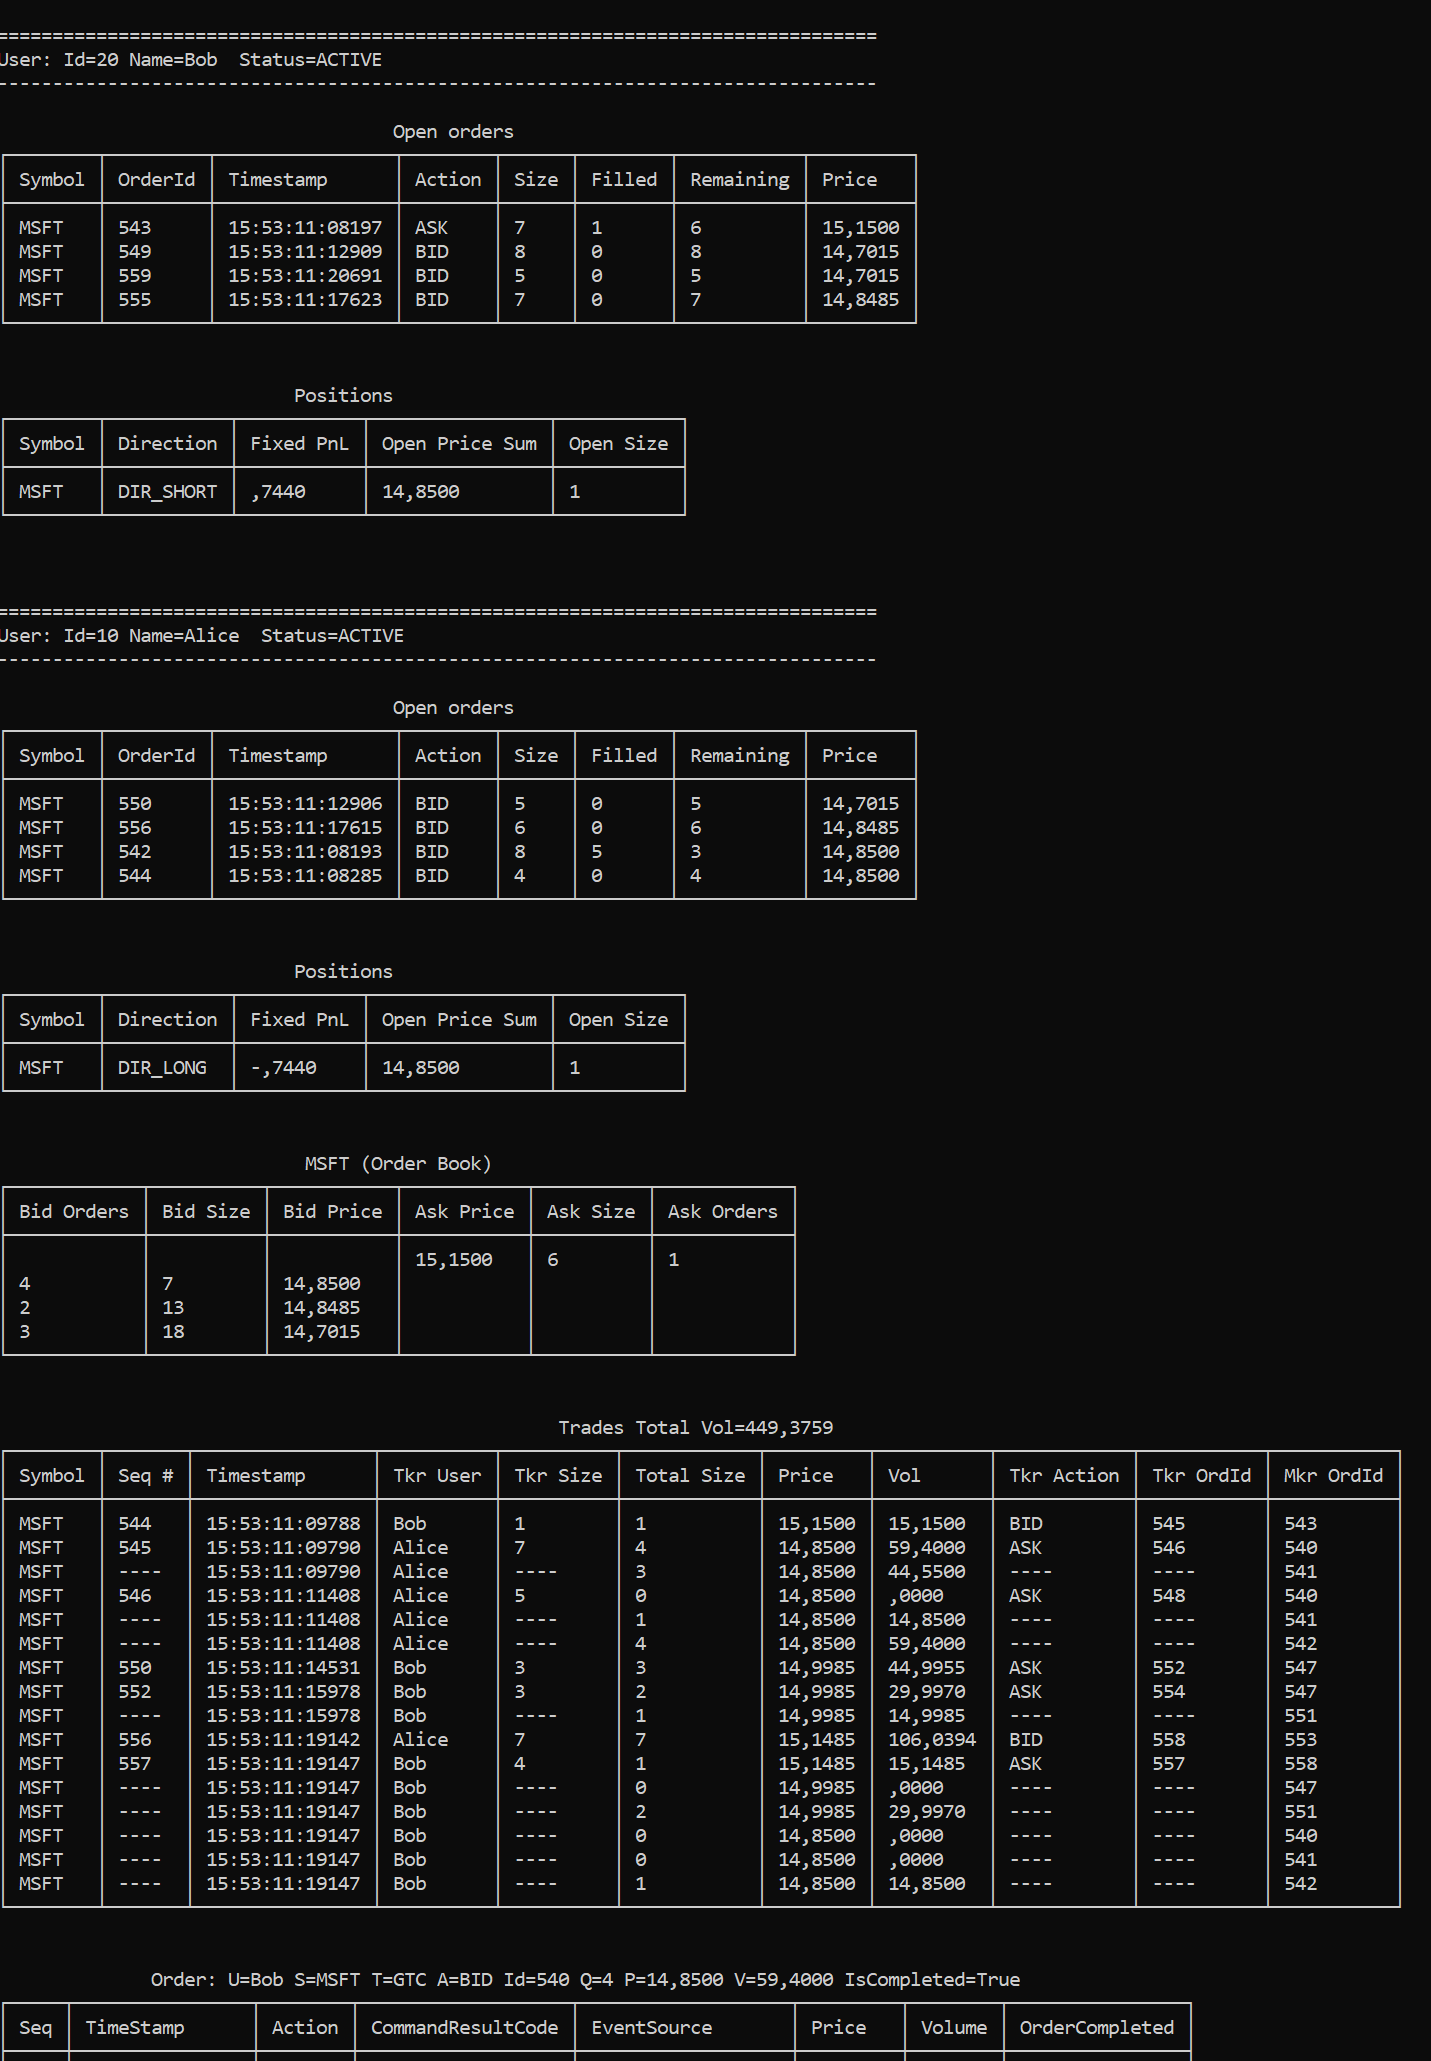 ================================================================================
User: Id=20 Name=Bob  Status=ACTIVE
--------------------------------------------------------------------------------
Open orders
Symbol OrderId Timestamp Action Size Filled Remaining Price
MSFT 543 15:53:11:08197 ASK 7 1 6 15,1500
MSFT 549 15:53:11:12909 BID 8 0 8 14,7015
MSFT 559 15:53:11:20691 BID 5 0 5 14,7015
MSFT 555 15:53:11:17623 BID 7 0 7 14,8485
Positions
Symbol Direction Fixed PnL Open Price Sum Open Size
MSFT DIR_SHORT ,7440 14,8500 1
================================================================================
User: Id=10 Name=Alice  Status=ACTIVE
--------------------------------------------------------------------------------
Open orders
Symbol OrderId Timestamp Action Size Filled Remaining Price
MSFT 550 15:53:11:12906 BID 5 0 5 14,7015
MSFT 556 15:53:11:17615 BID 6 0 6 14,8485
MSFT 542 15:53:11:08193 BID 8 5 3 14,8500
MSFT 544 15:53:11:08285 BID 4 0 4 14,8500
Positions
Symbol Direction Fixed PnL Open Price Sum Open Size
MSFT DIR_LONG -,7440 14,8500 1
MSFT (Order Book)
Bid Orders Bid Size Bid Price Ask Price Ask Size Ask Orders
15,1500 6 1
4 7 14,8500
2 13 14,8485
3 18 14,7015
Trades Total Vol=449,3759
Symbol Seq # Timestamp Tkr User Tkr Size Total Size Price Vol Tkr Action Tkr OrdId Mkr OrdId
MSFT 544 15:53:11:09788 Bob 1 1 15,1500 15,1500 BID 545 543
MSFT 545 15:53:11:09790 Alice 7 4 14,8500 59,4000 ASK 546 540
MSFT ---- 15:53:11:09790 Alice ---- 3 14,8500 44,5500 ---- ---- 541
MSFT 546 15:53:11:11408 Alice 5 0 14,8500 ,0000 ASK 548 540
MSFT ---- 15:53:11:11408 Alice ---- 1 14,8500 14,8500 ---- ---- 541
MSFT ---- 15:53:11:11408 Alice ---- 4 14,8500 59,4000 ---- ---- 542
MSFT 550 15:53:11:14531 Bob 3 3 14,9985 44,9955 ASK 552 547
MSFT 552 15:53:11:15978 Bob 3 2 14,9985 29,9970 ASK 554 547
MSFT ---- 15:53:11:15978 Bob ---- 1 14,9985 14,9985 ---- ---- 551
MSFT 556 15:53:11:19142 Alice 7 7 15,1485 106,0394 BID 558 553
MSFT 557 15:53:11:19147 Bob 4 1 15,1485 15,1485 ASK 557 558
MSFT ---- 15:53:11:19147 Bob ---- 0 14,9985 ,0000 ---- ---- 547
MSFT ---- 15:53:11:19147 Bob ---- 2 14,9985 29,9970 ---- ---- 551
MSFT ---- 15:53:11:19147 Bob ---- 0 14,8500 ,0000 ---- ---- 540
MSFT ---- 15:53:11:19147 Bob ---- 0 14,8500 ,0000 ---- ---- 541
MSFT ---- 15:53:11:19147 Bob ---- 1 14,8500 14,8500 ---- ---- 542
Order: U=Bob S=MSFT T=GTC A=BID Id=540 Q=4 P=14,8500 V=59,4000 IsCompleted=True
Seq TimeStamp Action CommandResultCode EventSource Price Volume OrderCompleted